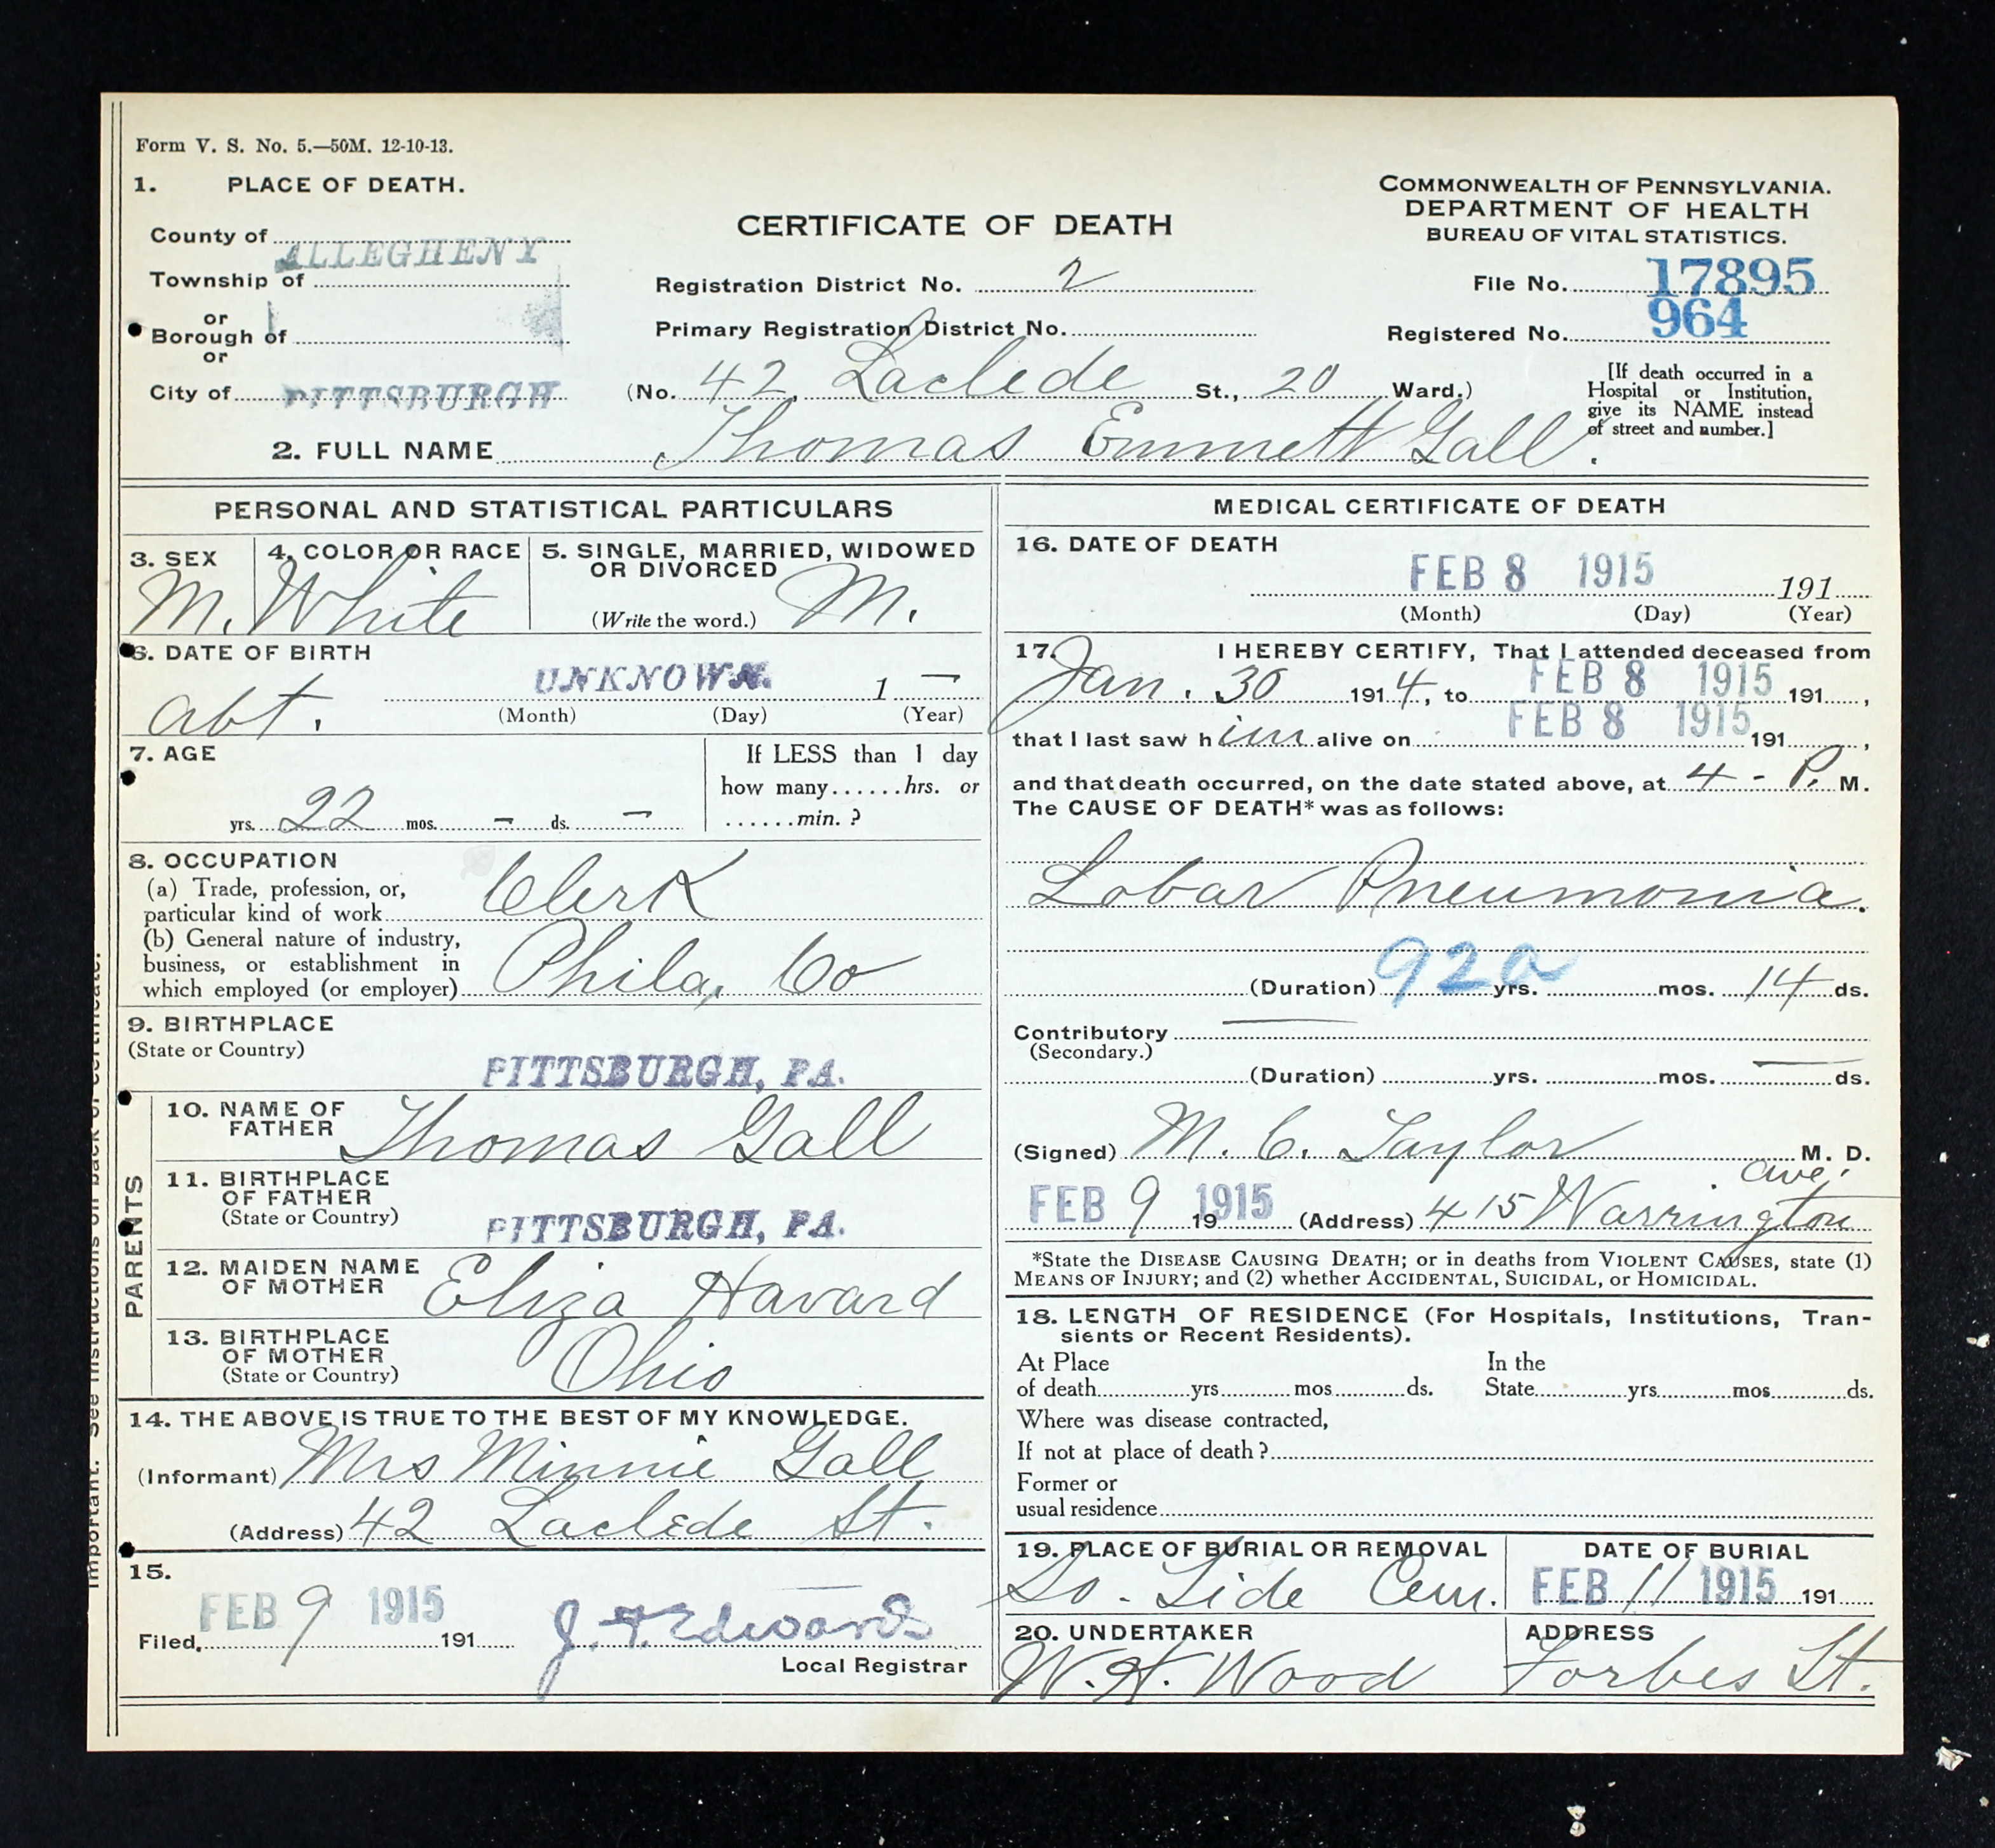 Form V. S. No. 5.—50M. 12-10-13.
1. PLACE OF DEATH.
County of ALLEGHENY
Township of
or
Borough of
or
City of PITTSBURGH
CERTIFICATE OF DEATH
Registration District No. 2
Primary Registration District No.
(No. 42, Laclede St., 20 Ward.)
COMMONWEALTH OF PENNSYLVANIA.
DEPARTMENT OF HEALTH
BUREAU OF VITAL STATISTICS.
File No. 17895
Registered No. 964
[If death occurred in a
Hospital or Institution,
give its NAME instead
of street and number.]
2. FULL NAME Thomas Emmett Gall.
PERSONAL AND STATISTICAL PARTICULARS
3. SEX
M.
4. COLOR OR RACE
White
5. SINGLE, MARRIED, WIDOWED
OR DIVORCED
(Write the word.) M.
6. DATE OF BIRTH
abt. UNKNOWN. 1 —
(Month) (Day) (Year)
7. AGE
yrs. 22 mos. — ds. —
If LESS than 1 day
how many......hrs. or
......min. ?
8. OCCUPATION
(a) Trade, profession, or,
particular kind of work Clerk
(b) General nature of industry,
business, or establishment in
which employed (or employer) Phila, Co
9. BIRTHPLACE
(State or Country)
PITTSBURGH, PA.
PARENTS
10. NAME OF
FATHER Thomas Gall
11. BIRTHPLACE
OF FATHER
(State or Country) PITTSBURGH, PA.
12. MAIDEN NAME
OF MOTHER Eliza Havard
13. BIRTHPLACE
OF MOTHER
(State or Country) Ohio
14. THE ABOVE IS TRUE TO THE BEST OF MY KNOWLEDGE.
(Informant) Mrs Minnie Gall
(Address) 42 Laclede St.
15.
Filed, FEB 9 1915 191
J. F. Edwards
Local Registrar
MEDICAL CERTIFICATE OF DEATH
16. DATE OF DEATH
FEB 8 1915 191
(Month) (Day) (Year)
17. I HEREBY CERTIFY, That I attended deceased from
Jan. 30 1914, to FEB 8 1915 191 ,
that I last saw him alive on FEB 8 1915 191 ,
and that death occurred, on the date stated above, at 4 - P. M.
The CAUSE OF DEATH* was as follows:
Lobar Pneumonia.
92a
(Duration) yrs. mos. 14 ds.
Contributory —
(Secondary.)
(Duration) yrs. mos. — ds.
(Signed) M. C. Taylor M. D.
FEB 9 1915 19 (Address) 415 Warrington ave.
*State the DISEASE CAUSING DEATH; or in deaths from VIOLENT CAUSES, state (1)
MEANS OF INJURY; and (2) whether ACCIDENTAL, SUICIDAL, or HOMICIDAL.
18. LENGTH OF RESIDENCE (For Hospitals, Institutions, Tran-
sients or Recent Residents).
At Place In the
of death yrs mos ds. State yrs mos ds.
Where was disease contracted,
If not at place of death ?
Former or
usual residence
19. PLACE OF BURIAL OR REMOVAL
So. Side Cem.
DATE OF BURIAL
FEB 11 1915 191
20. UNDERTAKER
W. H. Wood
ADDRESS
Forbes St.
important. See instructions on back of certificate.